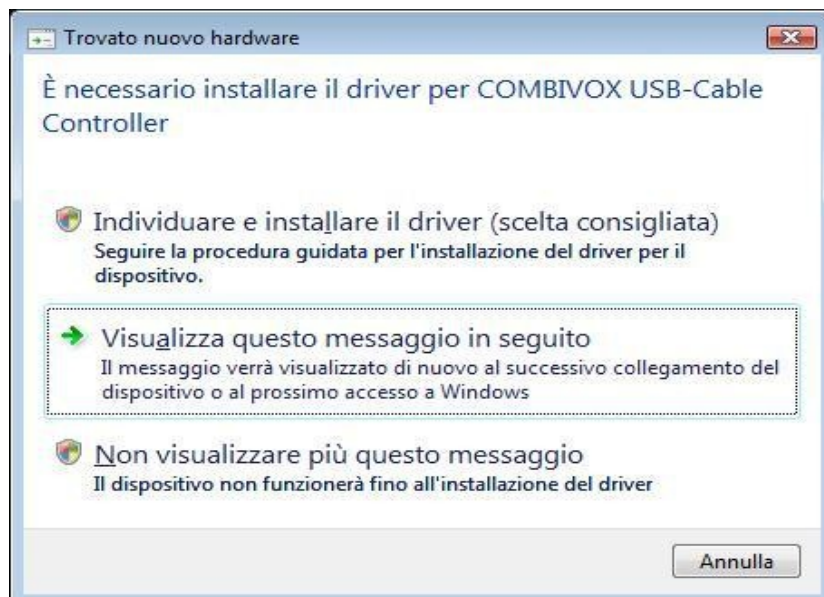 Trovato nuovo hardware
È necessario installare il driver per COMBIVOX USB-Cable
Controller
Individuare e installare il driver (scelta consigliata)
Seguire la procedura guidata per l'installazione del driver per il
dispositivo.
Visualizza questo messaggio in seguito
Il messaggio verrà visualizzato di nuovo al successivo collegamento del
dispositivo o al prossimo accesso a Windows
Non visualizzare più questo messaggio
Il dispositivo non funzionerà fino all'installazione del driver
Annulla